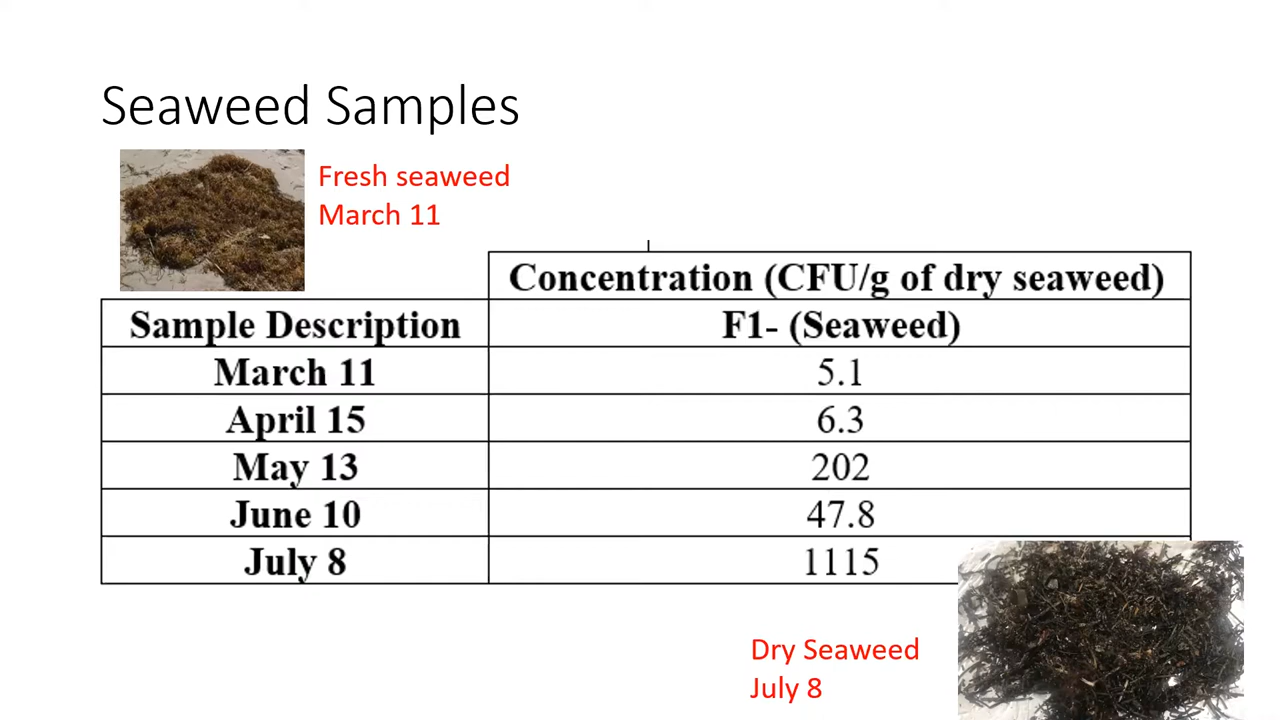 Seaweed Samples
Fresh seaweed
March 11
Concentration (CFU/g of dry seaweed)
Sample Description F1- (Seaweed)
March 11 5.1
April 15 6.3
May 13 202
June 10 47.8
July 8 1115
Dry Seaweed
July 8